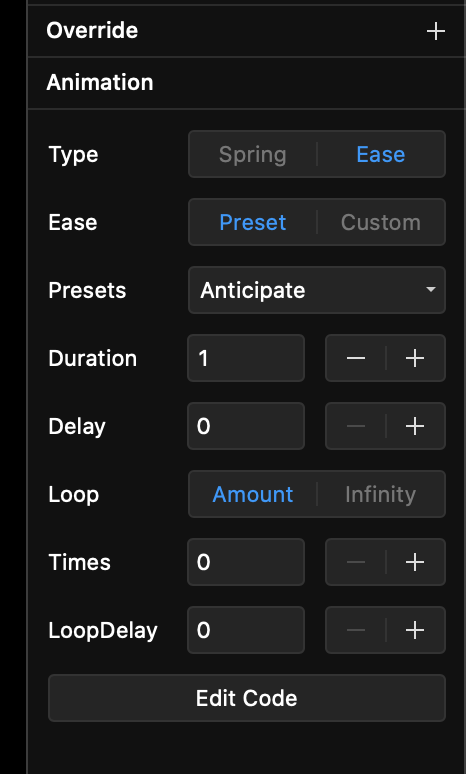 Override
Animation
Type Spring Ease
Ease Preset Custom
Presets Anticipate
Duration 1
Delay 0
Loop Amount Infinity
Times 0
LoopDelay 0
Edit Code